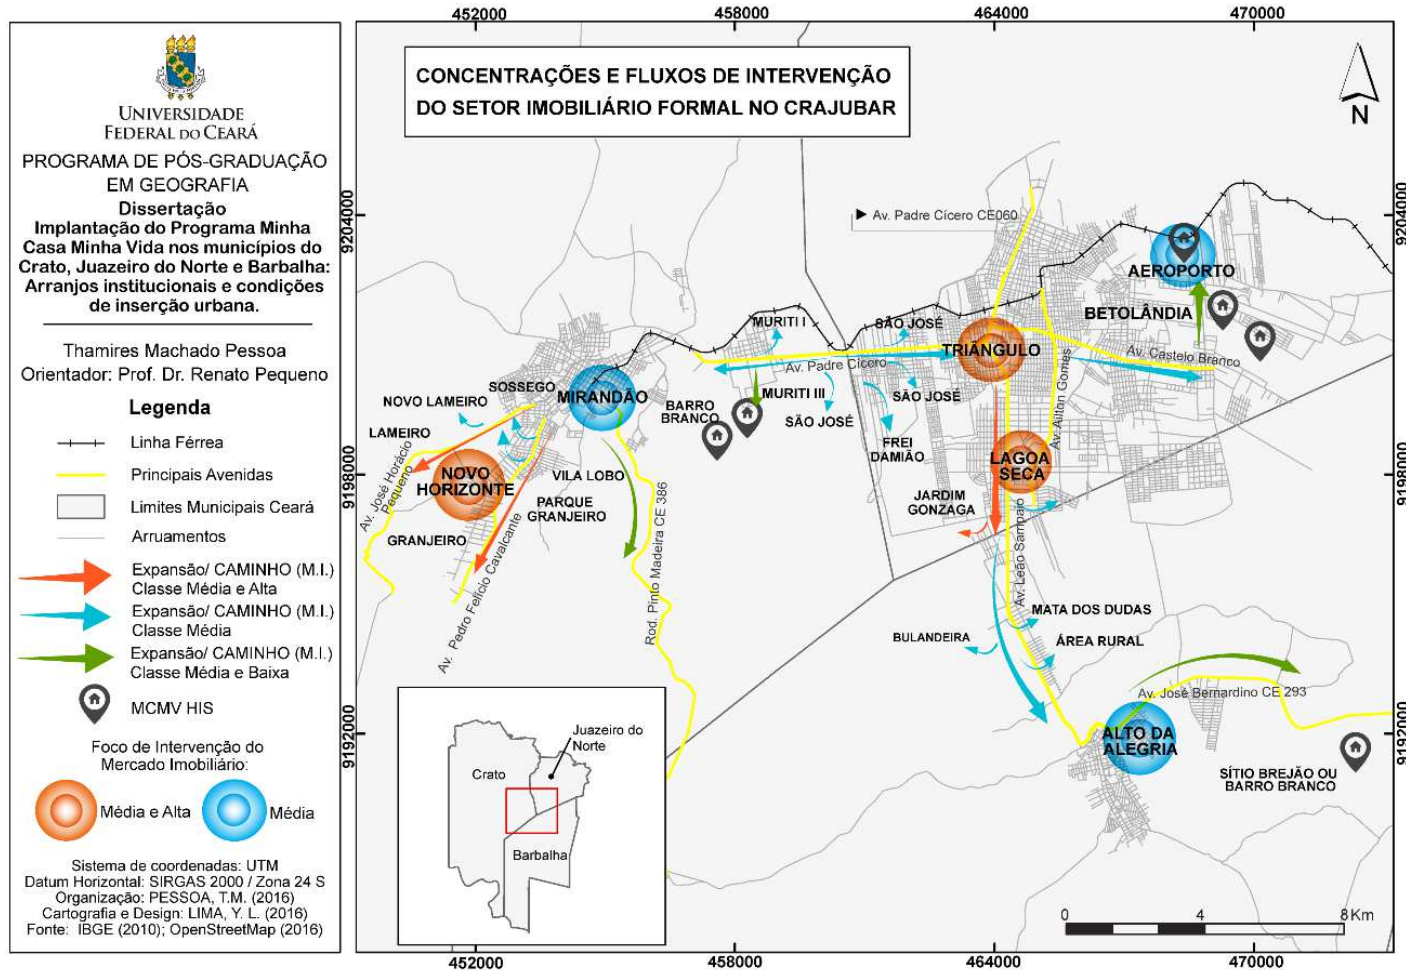 UNIVERSIDADE
FEDERAL DO CEARÁ
PROGRAMA DE PÓS-GRADUAÇÃO
EM GEOGRAFIA
Dissertação
Implantação do Programa Minha
Casa Minha Vida nos municípios do
Crato, Juazeiro do Norte e Barbalha:
Arranjos institucionais e condições
de inserção urbana.
Thamires Machado Pessoa
Orientador: Prof. Dr. Renato Pequeno
Legenda
Linha Férrea
Principais Avenidas
Limites Municipais Ceará
Arruamentos
Expansão/ CAMINHO (M.I.)
Classe Média e Alta
Expansão/ CAMINHO (M.I.)
Classe Média
Expansão/ CAMINHO (M.I.)
Classe Média e Baixa
MCMV HIS
Foco de Intervenção do
Mercado Imobiliário:
Média e Alta
Média
Sistema de coordenadas: UTM
Datum Horizontal: SIRGAS 2000 / Zona 24 S
Organização: PESSOA, T.M. (2016)
Cartografia e Design: LIMA, Y. L. (2016)
Fonte: IBGE (2010); OpenStreetMap (2016)
452000
458000
464000
470000
CONCENTRAÇÕES E FLUXOS DE INTERVENÇÃO
DO SETOR IMOBILIÁRIO FORMAL NO CRAJUBAR
N
9204000
9204000
Av. Padre Cícero CE060
AEROPORTO
BETOLÂNDIA
MURITI I
SÃO JOSÉ
TRIÂNGULO
Av. Castelo Branco
Av. Padre Cícero
Av. Ailton Gomes
SOSSEGO
MIRANDÃO
NOVO LAMEIRO
MURITI III
SÃO JOSÉ
BARRO
BRANCO
SÃO JOSÉ
LAMEIRO
FREI
DAMIÃO
LAGOA
SECA
9198000
9198000
NOVO
HORIZONTE
VILA LOBO
Av. José Horácio
Pequeno
PARQUE
GRANJEIRO
JARDIM
GONZAGA
GRANJEIRO
Av. Pedro Felício Cavalcante
Rod. Pinto Madeira CE 386
Av. Leão Sampaio
MATA DOS DUDAS
BULANDEIRA
ÁREA RURAL
Av. José Bernardino CE 293
9192000
9192000
ALTO DA
ALEGRIA
SÍTIO BREJÃO OU
BARRO BRANCO
Juazeiro do
Norte
Crato
Barbalha
0
4
8 Km
452000
458000
464000
470000